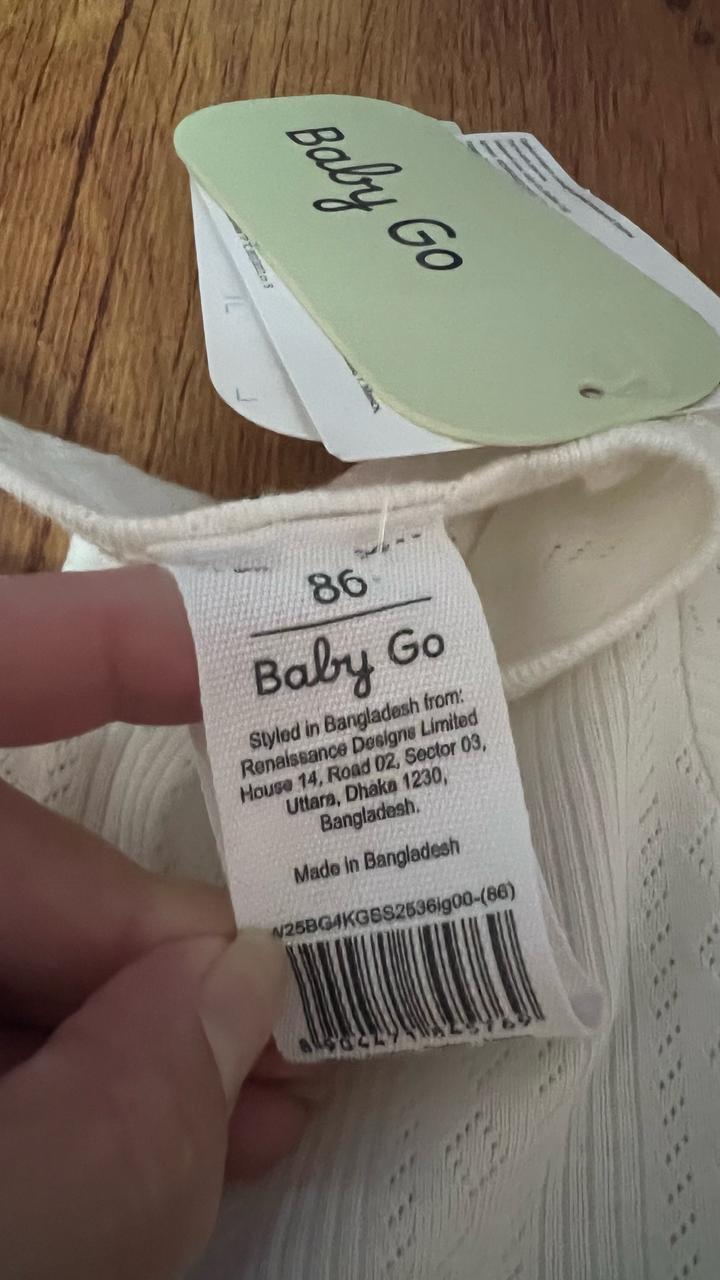 Baby Go
86
Baby Go
Styled in Bangladesh from:
Renaissance Designs Limited
House 14, Road 02, Sector 03,
Uttara, Dhaka 1230,
Bangladesh.
Made in Bangladesh